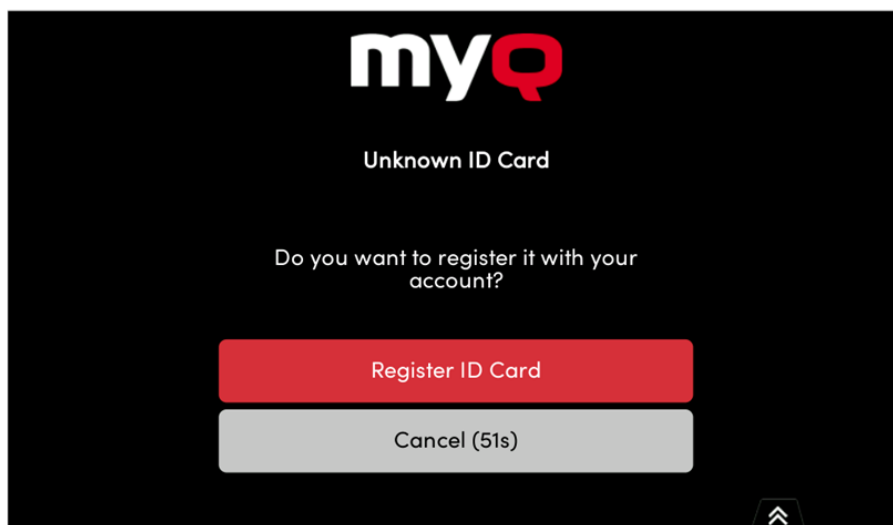 myQ
Unknown ID Card
Do you want to register it with your
account?
Register ID Card
Cancel (51s)